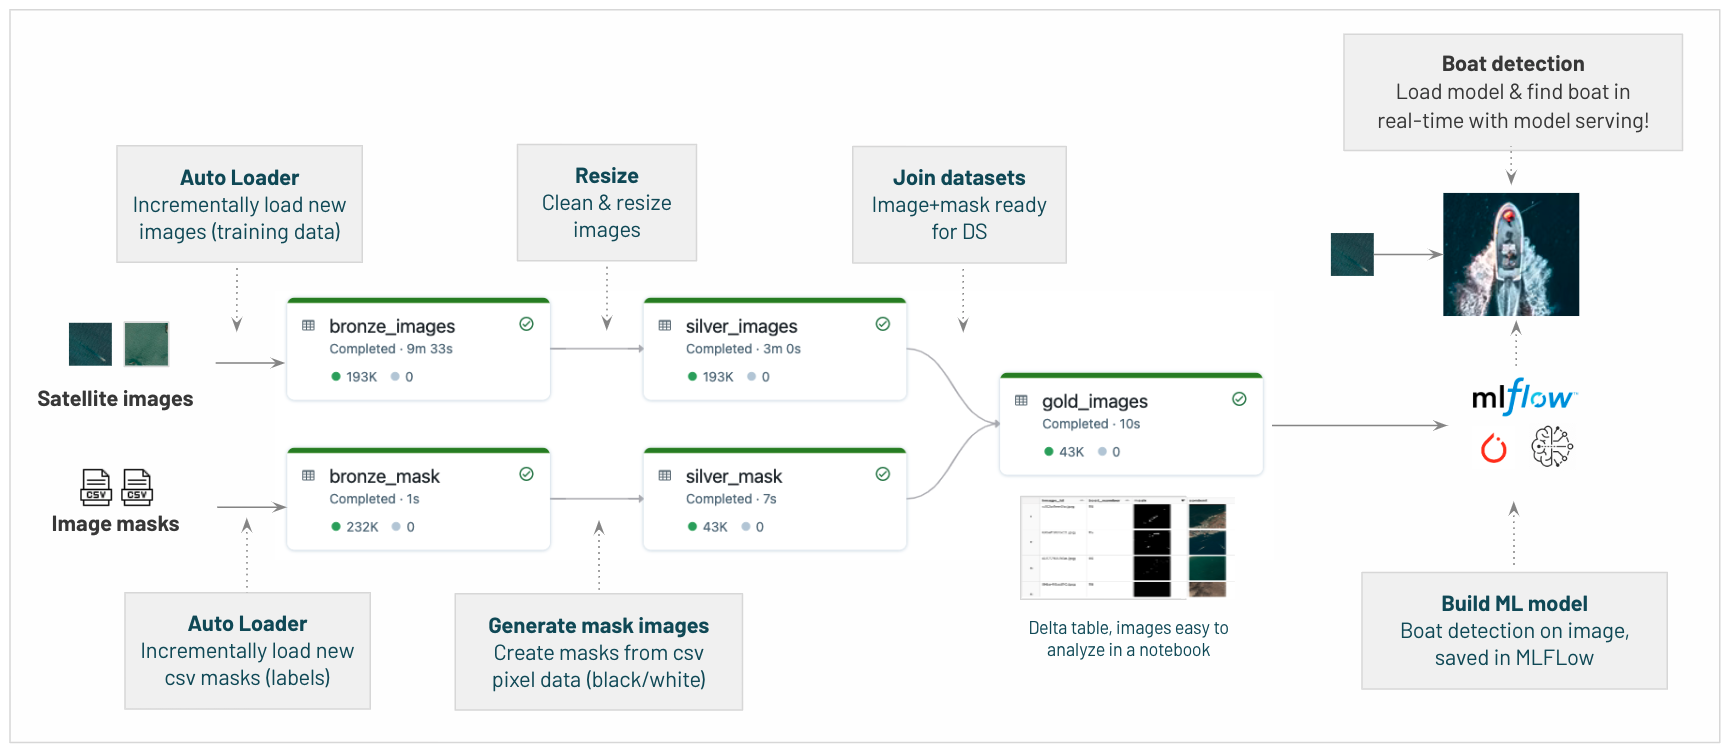 Boat detection
Load model & find boat in
real-time with model serving!
Auto Loader
Incrementally load new
images (training data)
Resize
Clean & resize
images
Join datasets
Image+mask ready
for DS
Satellite images
bronze_images
Completed · 9m 33s
193K 0
silver_images
Completed · 3m 0s
193K 0
gold_images
Completed · 10s
43K 0
mlflow
CSV CSV
Image masks
bronze_mask
Completed · 1s
232K 0
silver_mask
Completed · 7s
43K 0
Auto Loader
Incrementally load new
csv masks (labels)
Generate mask images
Create masks from csv
pixel data (black/white)
Delta table, images easy to
analyze in a notebook
Build ML model
Boat detection on image,
saved in MLFLow